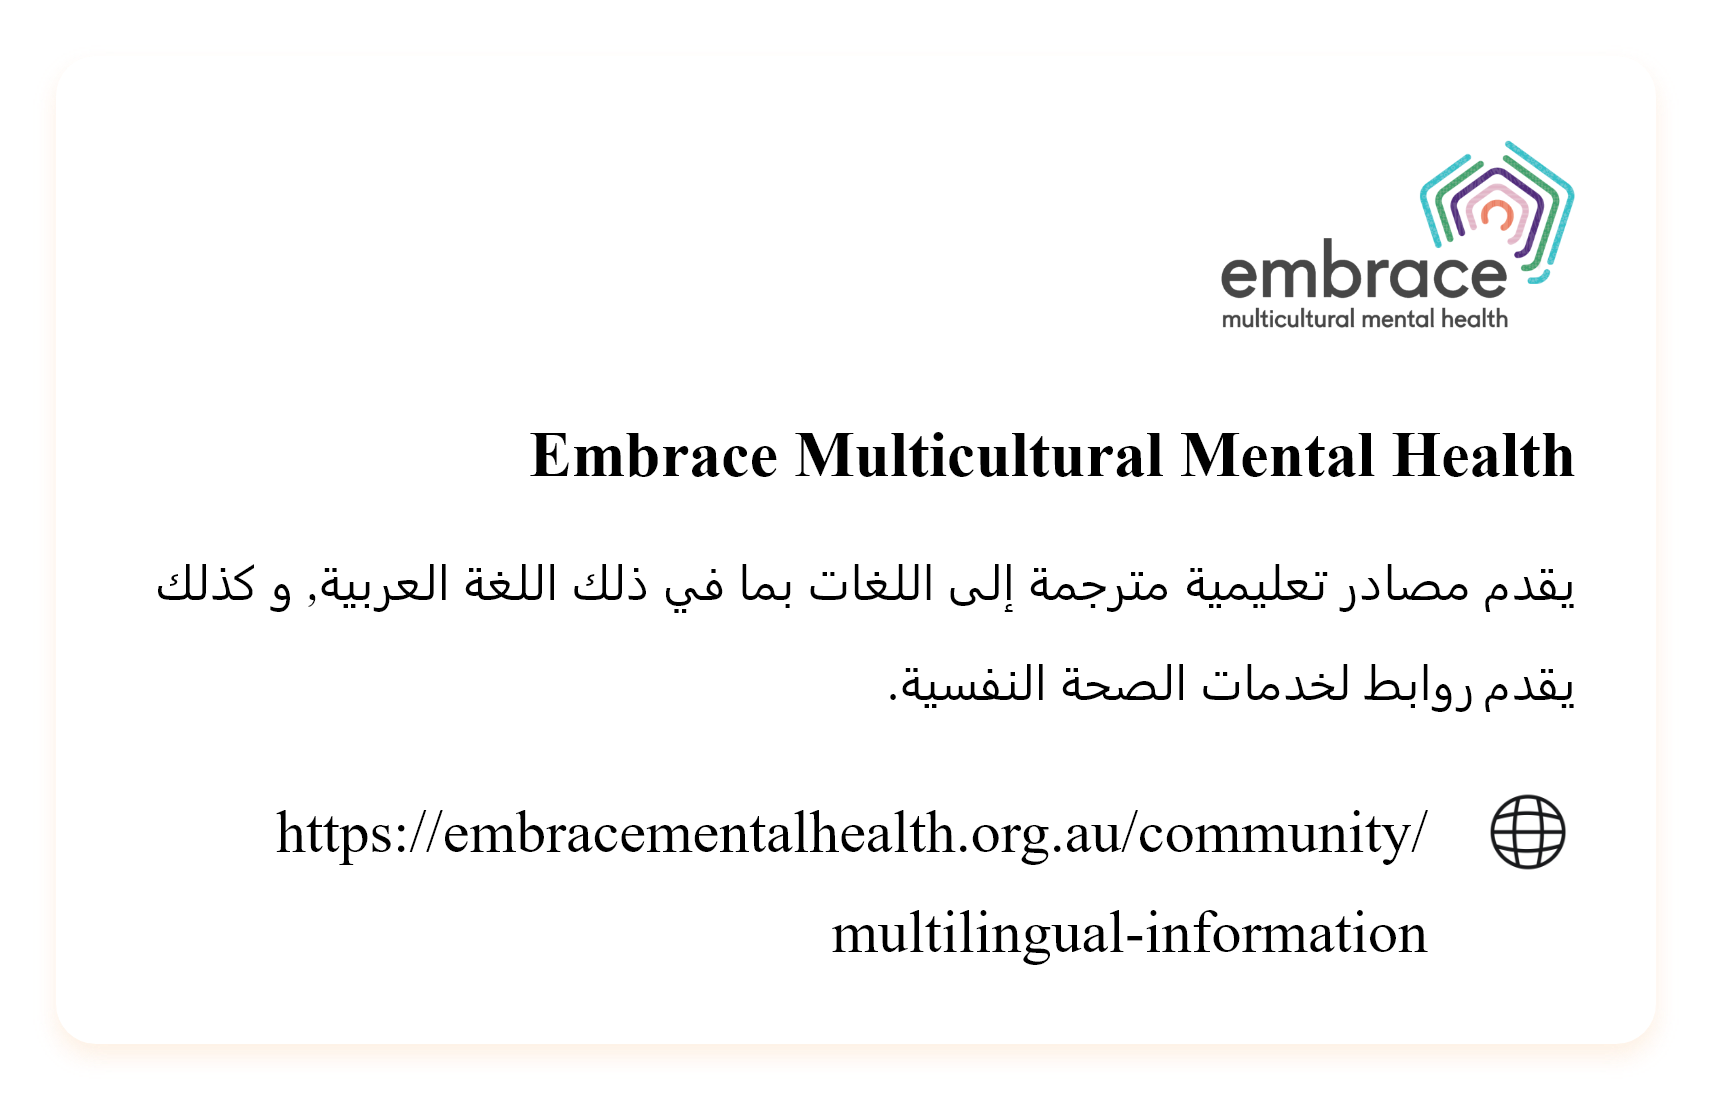 embrace
multicultural mental health
Embrace Multicultural Mental Health
يقدم مصادر تعليمية مترجمة إلى اللغات بما في ذلك اللغة العربية, و كذلك
يقدم روابط لخدمات الصحة النفسية.
https://embracementalhealth.org.au/community/
multilingual-information